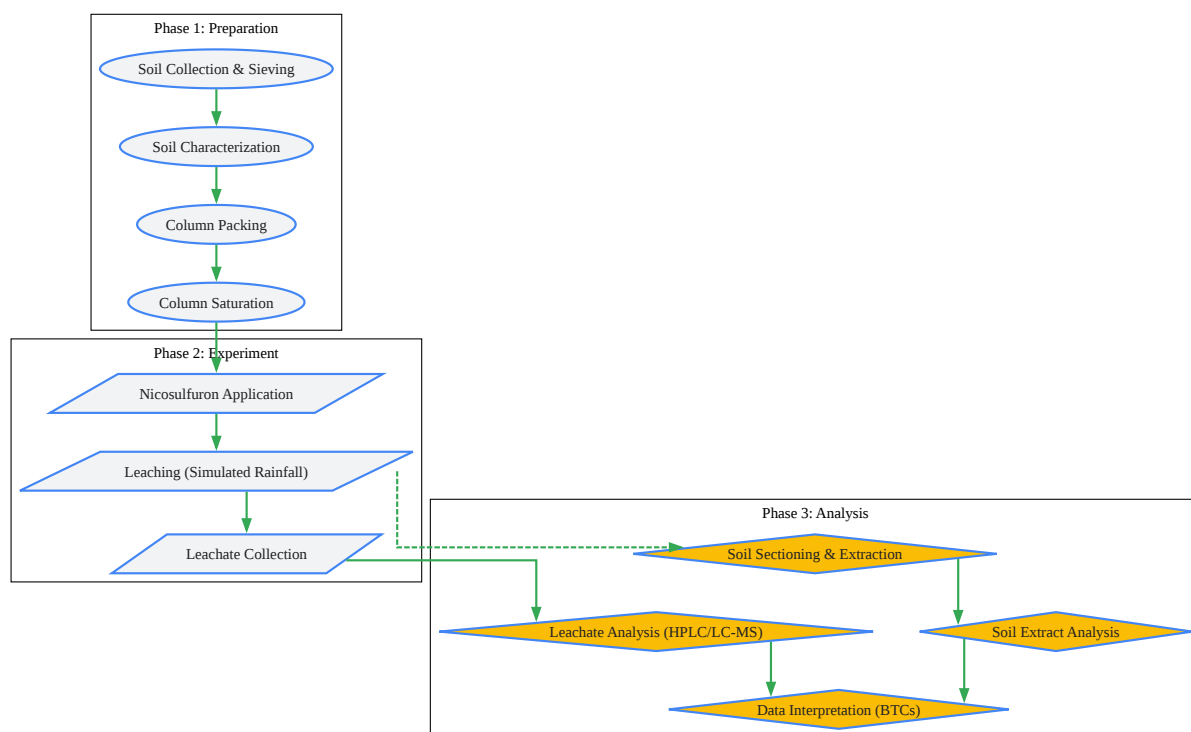 Phase 1: Preparation
Soil Collection & Sieving
Soil Characterization
Column Packing
Column Saturation
Phase 2: Experiment
Nicosulfuron Application
Leaching (Simulated Rainfall)
Leachate Collection
Phase 3: Analysis
Soil Sectioning & Extraction
Leachate Analysis (HPLC/LC-MS)
Soil Extract Analysis
Data Interpretation (BTCs)